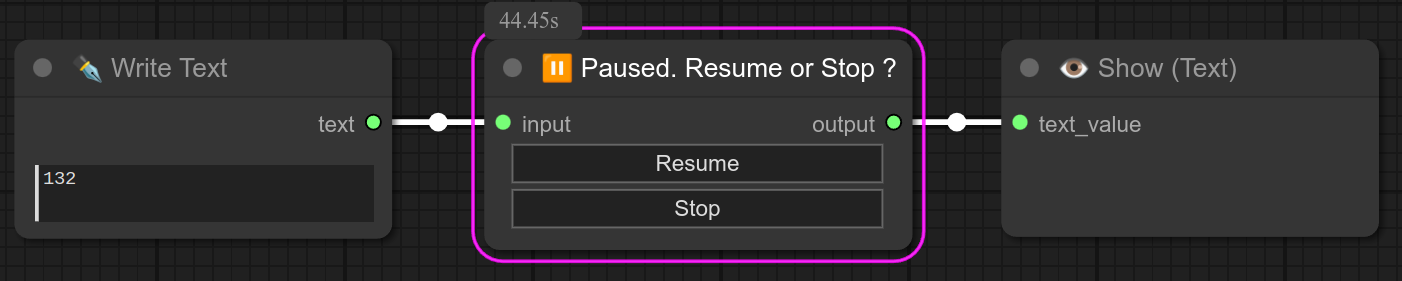 44.45s
Write Text
Paused. Resume or Stop ?
Show (Text)
text
input
output
text_value
132
Resume
Stop